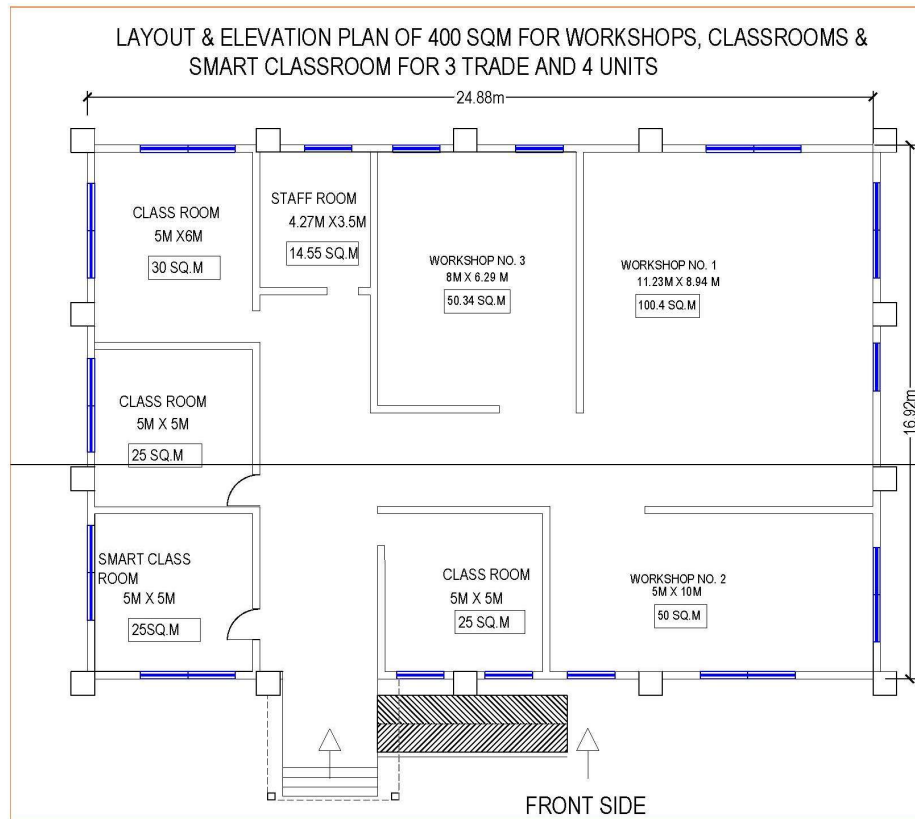 LAYOUT & ELEVATION PLAN OF 400 SQM FOR WORKSHOPS, CLASSROOMS &
SMART CLASSROOM FOR 3 TRADE AND 4 UNITS
24.88m
CLASS ROOM
5M X6M
30 SQ.M
STAFF ROOM
4.27M X3.5M
14.55 SQ.M
WORKSHOP NO. 3
8M X 6.29 M
50.34 SQ.M
WORKSHOP NO. 1
11.23M X 8.94 M
100.4 SQ.M
16.92m
CLASS ROOM
5M X 5M
25 SQ.M
SMART CLASS
ROOM
5M X 5M
25SQ.M
CLASS ROOM
5M X 5M
25 SQ.M
WORKSHOP NO. 2
5M X 10M
50 SQ.M
FRONT SIDE